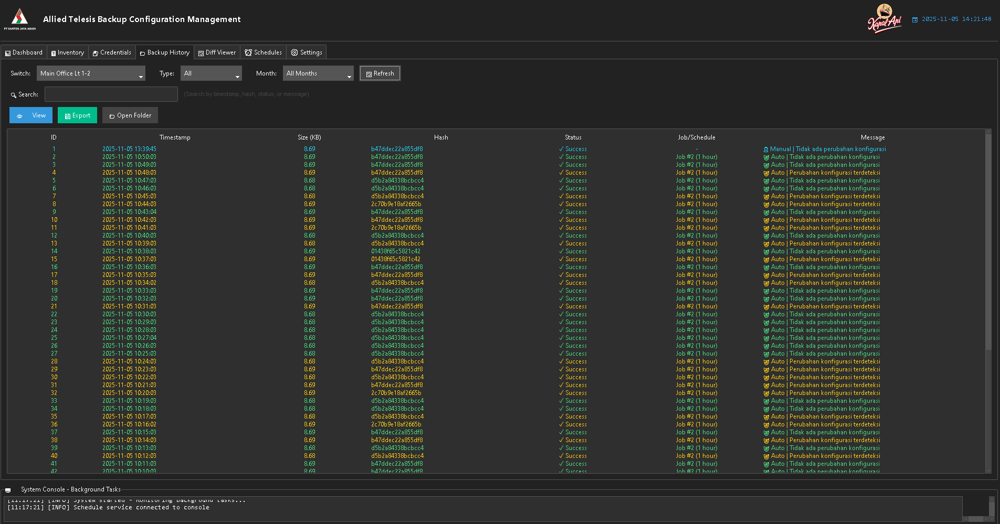 PT SANTOS JAYA ABADI
Allied Telesis Backup Configuration Management
Kapal Api
2025-11-05 14:21:48
Dashboard Inventory Credentials Backup History Diff Viewer Schedules Settings
Switch: Main Office Lt 1-2 Type: All Month: All Months Refresh
Search: (Search by timestamp, hash, status, or message)
View Export Open Folder
ID Timestamp Size (KB) Hash Status Job/Schedule Message
1 2025-11-05 13:39:45 8.69 b47ddec22a855df8 ✓ Success - Manual | Tidak ada perubahan konfigurasi
2 2025-11-05 10:50:03 8.69 b47ddec22a855df8 ✓ Success Job #2 (1 hour) Auto | Tidak ada perubahan konfigurasi
3 2025-11-05 10:49:03 8.69 b47ddec22a855df8 ✓ Success Job #2 (1 hour) Auto | Tidak ada perubahan konfigurasi
4 2025-11-05 10:48:03 8.69 b47ddec22a855df8 ✓ Success Job #2 (1 hour) Auto | Perubahan konfigurasi terdeteksi
5 2025-11-05 10:47:03 8.68 d5b2a84338bcbcc4 ✓ Success Job #2 (1 hour) Auto | Tidak ada perubahan konfigurasi
6 2025-11-05 10:46:03 8.68 d5b2a84338bcbcc4 ✓ Success Job #2 (1 hour) Auto | Tidak ada perubahan konfigurasi
7 2025-11-05 10:45:03 8.68 d5b2a84338bcbcc4 ✓ Success Job #2 (1 hour) Auto | Perubahan konfigurasi terdeteksi
8 2025-11-05 10:44:03 8.69 2c70b9e18af2665b ✓ Success Job #2 (1 hour) Auto | Perubahan konfigurasi terdeteksi
9 2025-11-05 10:43:04 8.69 b47ddec22a855df8 ✓ Success Job #2 (1 hour) Auto | Tidak ada perubahan konfigurasi
10 2025-11-05 10:42:03 8.69 b47ddec22a855df8 ✓ Success Job #2 (1 hour) Auto | Perubahan konfigurasi terdeteksi
11 2025-11-05 10:41:03 8.69 2c70b9e18af2665b ✓ Success Job #2 (1 hour) Auto | Perubahan konfigurasi terdeteksi
12 2025-11-05 10:40:03 8.68 d5b2a84338bcbcc4 ✓ Success Job #2 (1 hour) Auto | Tidak ada perubahan konfigurasi
13 2025-11-05 10:39:03 8.68 d5b2a84338bcbcc4 ✓ Success Job #2 (1 hour) Auto | Perubahan konfigurasi terdeteksi
14 2025-11-05 10:38:03 8.69 01438f65c5821c42 ✓ Success Job #2 (1 hour) Auto | Tidak ada perubahan konfigurasi
15 2025-11-05 10:37:03 8.69 01438f65c5821c42 ✓ Success Job #2 (1 hour) Auto | Perubahan konfigurasi terdeteksi
16 2025-11-05 10:36:03 8.69 b47ddec22a855df8 ✓ Success Job #2 (1 hour) Auto | Tidak ada perubahan konfigurasi
17 2025-11-05 10:35:03 8.69 b47ddec22a855df8 ✓ Success Job #2 (1 hour) Auto | Perubahan konfigurasi terdeteksi
18 2025-11-05 10:34:02 8.68 d5b2a84338bcbcc4 ✓ Success Job #2 (1 hour) Auto | Perubahan konfigurasi terdeteksi
19 2025-11-05 10:33:03 8.69 b47ddec22a855df8 ✓ Success Job #2 (1 hour) Auto | Tidak ada perubahan konfigurasi
20 2025-11-05 10:32:03 8.69 b47ddec22a855df8 ✓ Success Job #2 (1 hour) Auto | Tidak ada perubahan konfigurasi
21 2025-11-05 10:31:03 8.69 b47ddec22a855df8 ✓ Success Job #2 (1 hour) Auto | Perubahan konfigurasi terdeteksi
22 2025-11-05 10:30:03 8.68 d5b2a84338bcbcc4 ✓ Success Job #2 (1 hour) Auto | Tidak ada perubahan konfigurasi
23 2025-11-05 10:29:03 8.68 d5b2a84338bcbcc4 ✓ Success Job #2 (1 hour) Auto | Tidak ada perubahan konfigurasi
24 2025-11-05 10:28:03 8.68 d5b2a84338bcbcc4 ✓ Success Job #2 (1 hour) Auto | Tidak ada perubahan konfigurasi
25 2025-11-05 10:27:04 8.68 d5b2a84338bcbcc4 ✓ Success Job #2 (1 hour) Auto | Tidak ada perubahan konfigurasi
26 2025-11-05 10:26:03 8.68 d5b2a84338bcbcc4 ✓ Success Job #2 (1 hour) Auto | Tidak ada perubahan konfigurasi
27 2025-11-05 10:25:03 8.68 d5b2a84338bcbcc4 ✓ Success Job #2 (1 hour) Auto | Tidak ada perubahan konfigurasi
28 2025-11-05 10:24:03 8.68 d5b2a84338bcbcc4 ✓ Success Job #2 (1 hour) Auto | Perubahan konfigurasi terdeteksi
29 2025-11-05 10:23:03 8.69 b47ddec22a855df8 ✓ Success Job #2 (1 hour) Auto | Perubahan konfigurasi terdeteksi
30 2025-11-05 10:22:03 8.68 d5b2a84338bcbcc4 ✓ Success Job #2 (1 hour) Auto | Perubahan konfigurasi terdeteksi
31 2025-11-05 10:21:03 8.69 b47ddec22a855df8 ✓ Success Job #2 (1 hour) Auto | Perubahan konfigurasi terdeteksi
32 2025-11-05 10:20:03 8.69 2c70b9e18af2665b ✓ Success Job #2 (1 hour) Auto | Perubahan konfigurasi terdeteksi
33 2025-11-05 10:19:03 8.68 d5b2a84338bcbcc4 ✓ Success Job #2 (1 hour) Auto | Tidak ada perubahan konfigurasi
34 2025-11-05 10:18:03 8.68 d5b2a84338bcbcc4 ✓ Success Job #2 (1 hour) Auto | Tidak ada perubahan konfigurasi
35 2025-11-05 10:17:03 8.68 d5b2a84338bcbcc4 ✓ Success Job #2 (1 hour) Auto | Perubahan konfigurasi terdeteksi
36 2025-11-05 10:16:02 8.69 2c70b9e18af2665b ✓ Success Job #2 (1 hour) Auto | Perubahan konfigurasi terdeteksi
37 2025-11-05 10:15:03 8.69 b47ddec22a855df8 ✓ Success Job #2 (1 hour) Auto | Tidak ada perubahan konfigurasi
38 2025-11-05 10:14:03 8.69 b47ddec22a855df8 ✓ Success Job #2 (1 hour) Auto | Perubahan konfigurasi terdeteksi
39 2025-11-05 10:13:03 8.68 d5b2a84338bcbcc4 ✓ Success Job #2 (1 hour) Auto | Tidak ada perubahan konfigurasi
40 2025-11-05 10:12:03 8.68 d5b2a84338bcbcc4 ✓ Success Job #2 (1 hour) Auto | Perubahan konfigurasi terdeteksi
41 2025-11-05 10:11:03 8.69 b47ddec22a855df8 ✓ Success Job #2 (1 hour) Auto | Tidak ada perubahan konfigurasi
42 2025-11-05 10:10:03 8.69 b47ddec22a855df8 ✓ Success Job #2 (1 hour) Auto | Tidak ada perubahan konfigurasi
System Console - Background Tasks
[11:17:21] [INFO] System started - Monitoring background tasks...
[11:17:21] [INFO] Schedule service connected to console